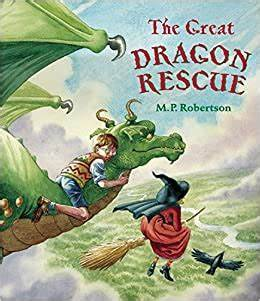 The Great
DRAGON
RESCUE
M.P. Robertson